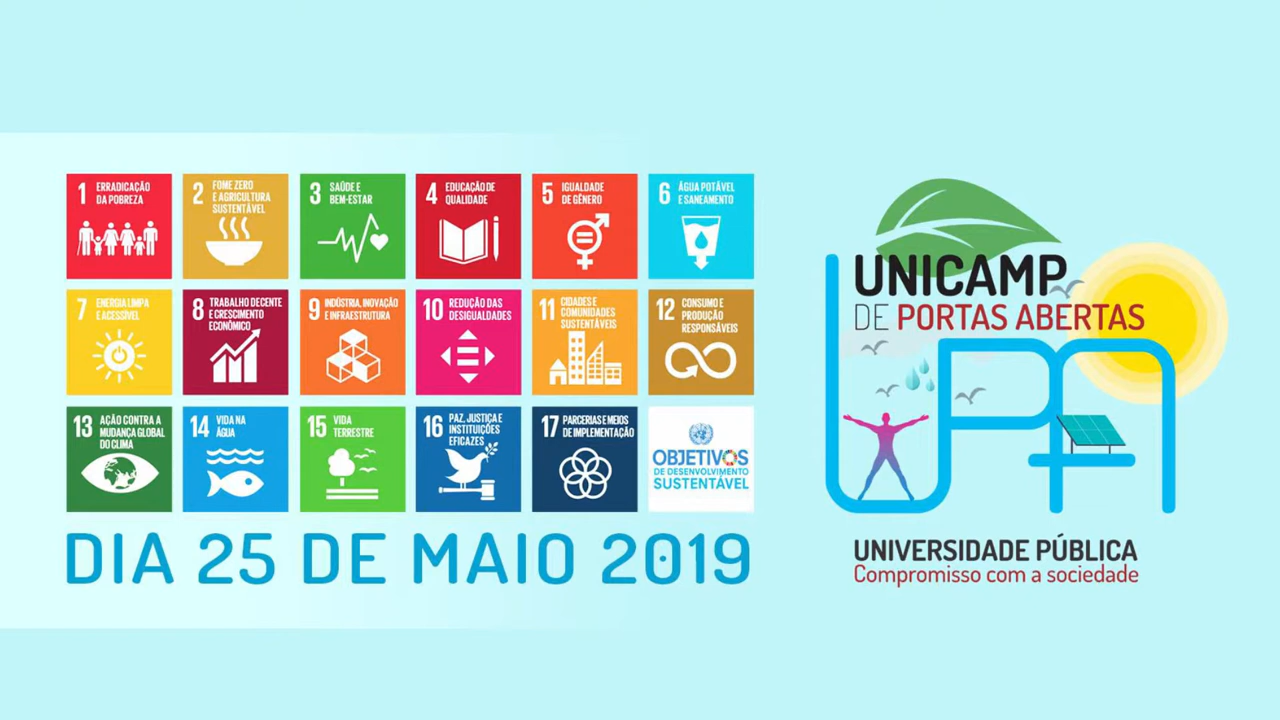 1 ERRADICAÇÃO
DA POBREZA
2 FOME ZERO
E AGRICULTURA
SUSTENTÁVEL
3 SAÚDE E
BEM-ESTAR
4 EDUCAÇÃO DE
QUALIDADE
5 IGUALDADE
DE GÊNERO
6 ÁGUA POTÁVEL
E SANEAMENTO
7 ENERGIA LIMPA
E ACESSÍVEL
8 TRABALHO DECENTE
E CRESCIMENTO
ECONÔMICO
9 INDÚSTRIA, INOVAÇÃO
E INFRAESTRUTURA
10 REDUÇÃO DAS
DESIGUALDADES
11 CIDADES E
COMUNIDADES
SUSTENTÁVEIS
12 CONSUMO E
PRODUÇÃO
RESPONSÁVEIS
13 AÇÃO CONTRA A
MUDANÇA GLOBAL
DO CLIMA
14 VIDA NA
ÁGUA
15 VIDA
TERRESTRE
16 PAZ, JUSTIÇA E
INSTITUIÇÕES
EFICAZES
17 PARCERIAS E MEIOS
DE IMPLEMENTAÇÃO
OBJETIVOS
DE DESENVOLVIMENTO
SUSTENTÁVEL
DIA 25 DE MAIO 2019
UNICAMP
DE PORTAS ABERTAS
UPA
UNIVERSIDADE PÚBLICA
Compromisso com a sociedade